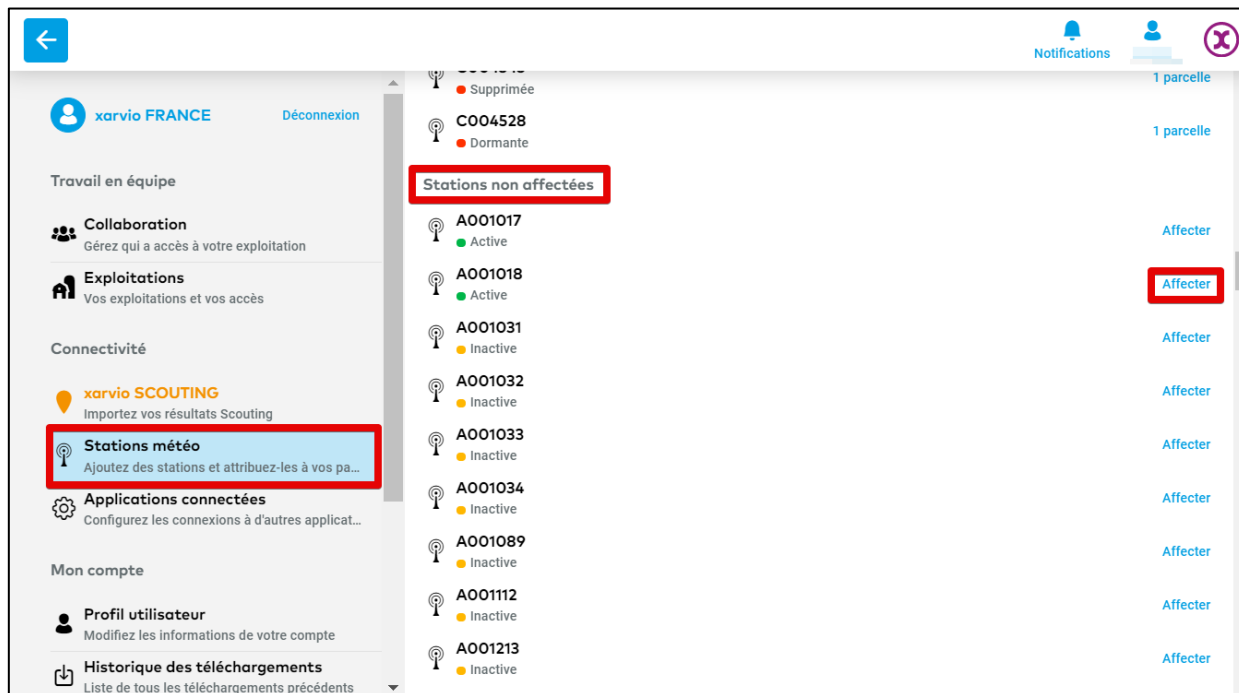 Notifications
xarvio FRANCE
Déconnexion
Travail en équipe
Collaboration
Gérez qui a accès à votre exploitation
Exploitations
Vos exploitations et vos accès
Connectivité
xarvio SCOUTING
Importez vos résultats Scouting
Stations météo
Ajoutez des stations et attribuez-les à vos pa...
Applications connectées
Configurez les connexions à d'autres applicat...
Mon compte
Profil utilisateur
Modifiez les informations de votre compte
Historique des téléchargements
Liste de tous les téléchargements précédents
Supprimée
1 parcelle
C004528
Dormante
1 parcelle
Stations non affectées
A001017
Active
Affecter
A001018
Active
Affecter
A001031
Inactive
Affecter
A001032
Inactive
Affecter
A001033
Inactive
Affecter
A001034
Inactive
Affecter
A001089
Inactive
Affecter
A001112
Inactive
Affecter
A001213
Inactive
Affecter